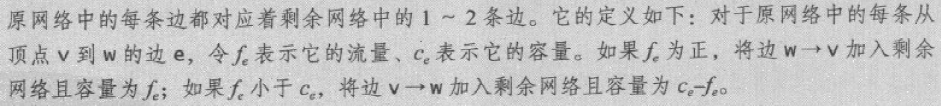 原网络中的每条边都对应着剩余网络中的 1 ~ 2 条边。它的定义如下：对于原网络中的每条从
顶点 v 到 w 的边 e，令 fₑ 表示它的流量、cₑ 表示它的容量。如果 fₑ 为正，将边 w→v 加入剩余
网络且容量为 fₑ；如果 fₑ 小于 cₑ，将边 v→w 加入剩余网络且容量为 cₑ-fₑ。